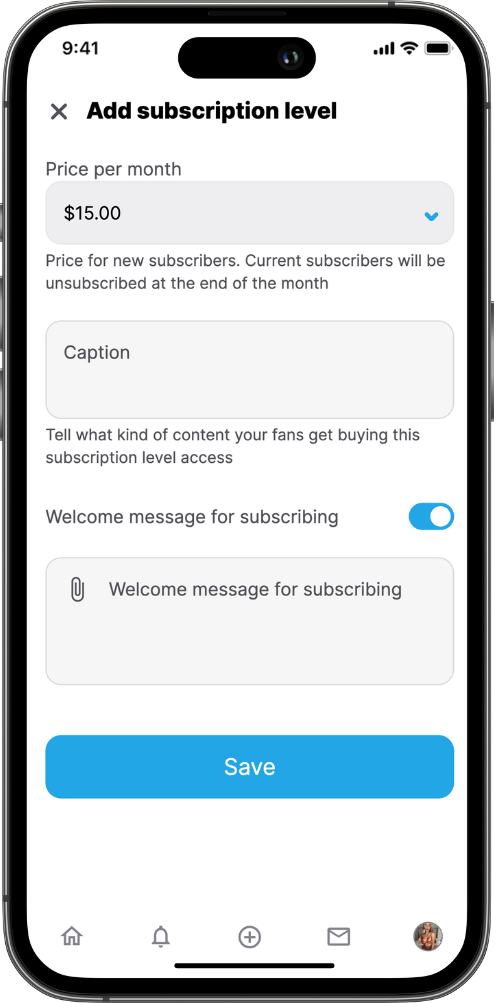 9:41
Add subscription level
Price per month
$15.00
Price for new subscribers. Current subscribers will be
unsubscribed at the end of the month
Caption
Tell what kind of content your fans get buying this
subscription level access
Welcome message for subscribing
Welcome message for subscribing
Save